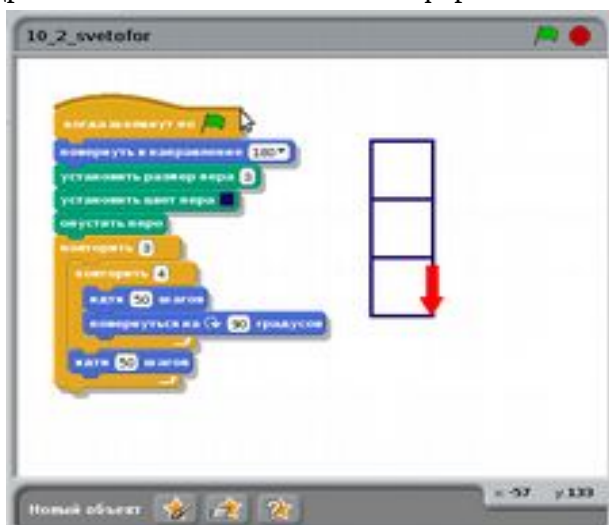 10_2_svetofor
когда щелкнут по
повернуть в направление 180
установить размер пера 3
установить цвет пера
опустить перо
повторить 3
повторить 4
идти 50 шагов
повернуться на 90 градусов
идти 50 шагов
x: -57 y: 133
Новый объект